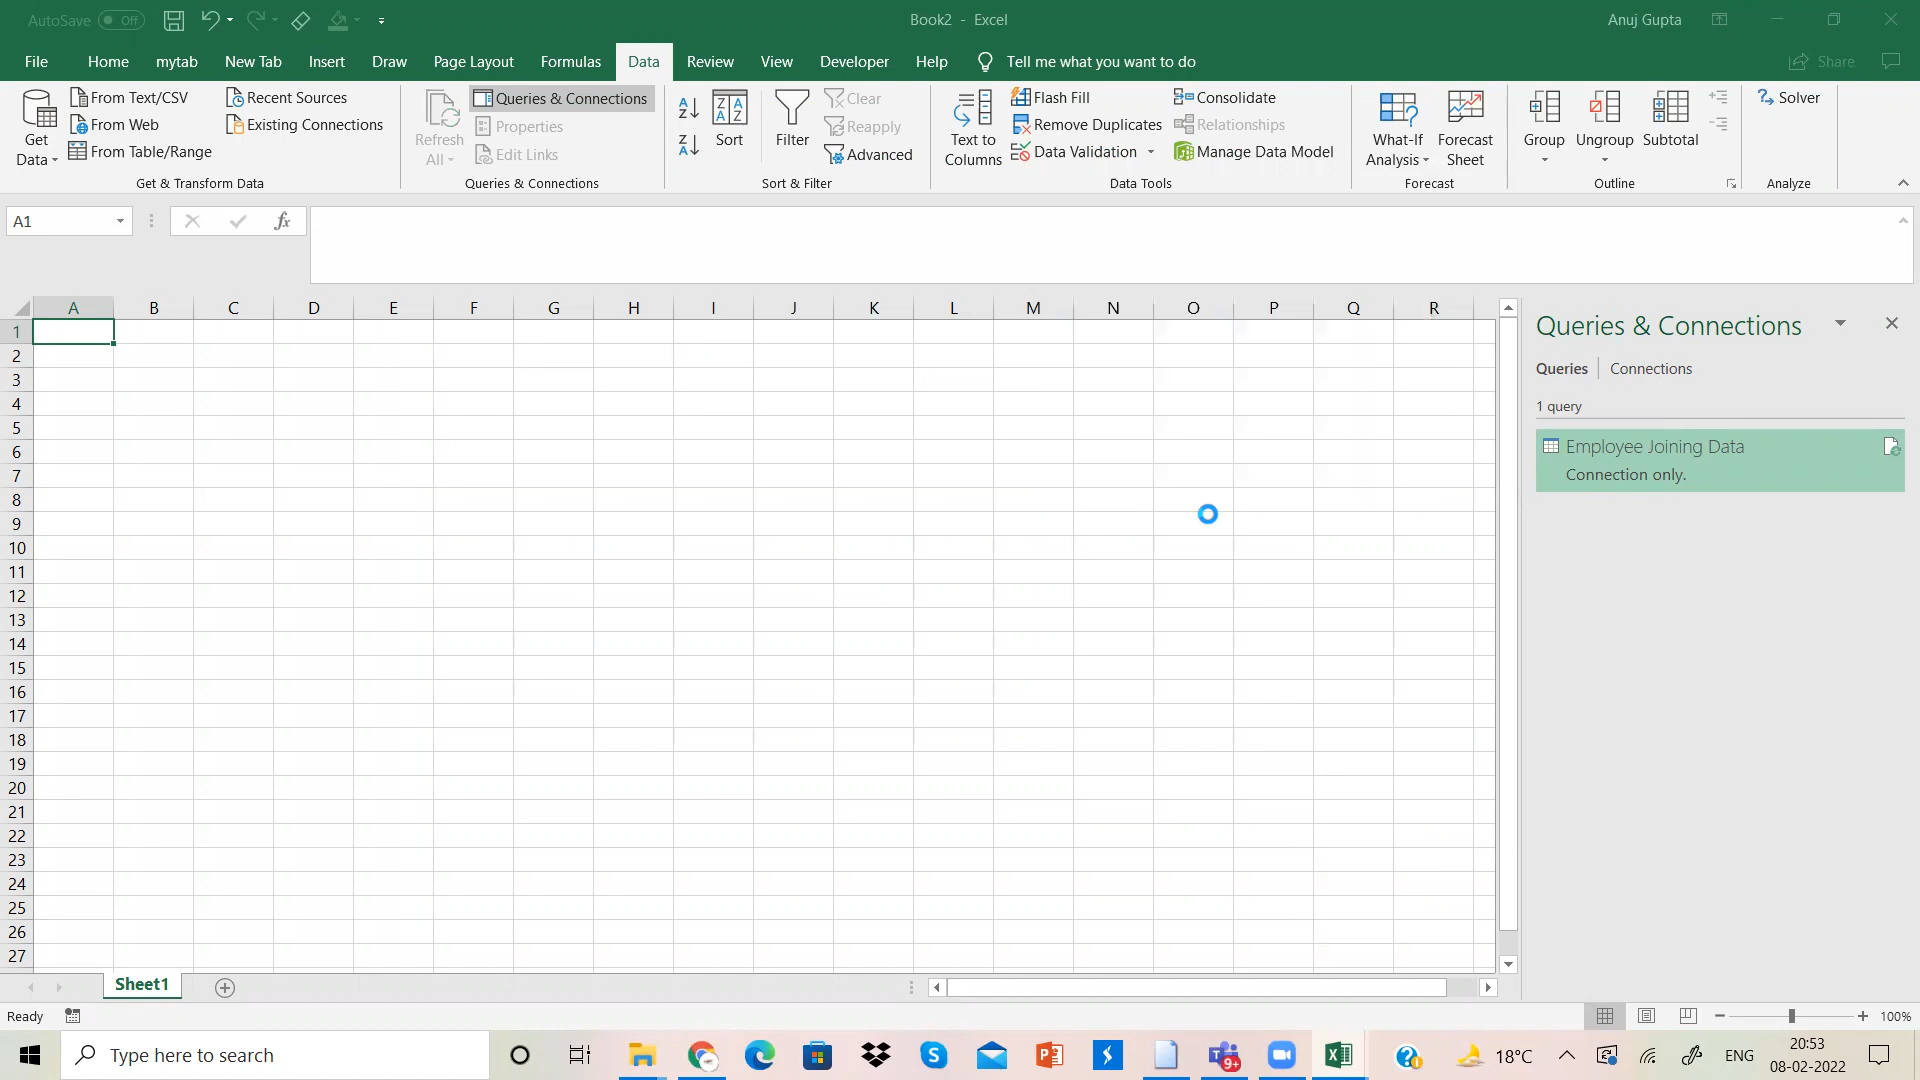 AutoSave Off
Book2 - Excel
Anuj Gupta
File Home mytab New Tab Insert Draw Page Layout Formulas Data Review View Developer Help Tell me what you want to do Share
Get Data
From Text/CSV
From Web
From Table/Range
Recent Sources
Existing Connections
Get & Transform Data
Refresh All
Queries & Connections
Properties
Edit Links
Queries & Connections
A Z
Z A
Z A A Z
Sort
Filter
Clear
Reapply
Advanced
Sort & Filter
Text to Columns
Flash Fill
Remove Duplicates
Data Validation
Consolidate
Relationships
Manage Data Model
Data Tools
What-If Analysis
Forecast Sheet
Forecast
Group
Ungroup
Subtotal
Outline
? Solver
Analyze
A1
fx
A B C D E F G H I J K L M N O P Q R
1
2
3
4
5
6
7
8
9
10
11
12
13
14
15
16
17
18
19
20
21
22
23
24
25
26
27
Queries & Connections
Queries Connections
1 query
Employee Joining Data
Connection only.
Sheet1
Ready
100%
Type here to search
9+
18°C
ENG
20:53
08-02-2022